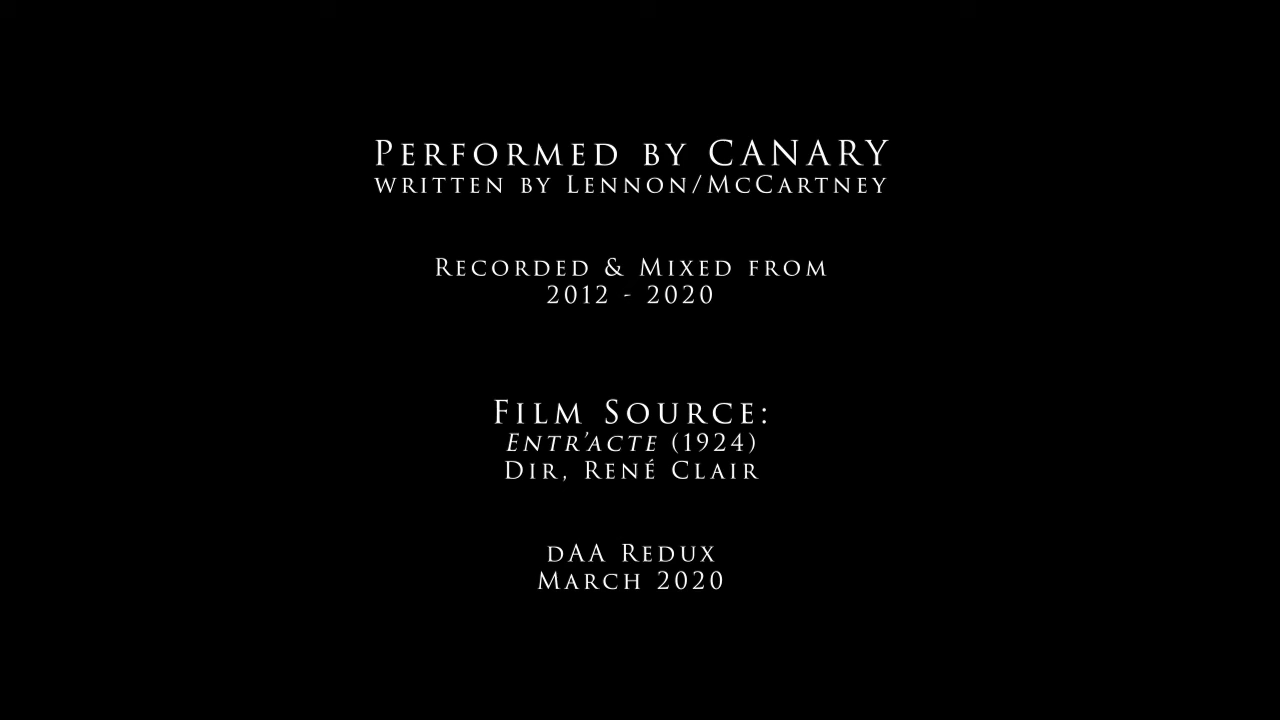 Performed by CANARY
written by Lennon/McCartney
Recorded & Mixed from
2012 - 2020
Film Source:
Entr'acte (1924)
Dir, René Clair
dAA Redux
March 2020